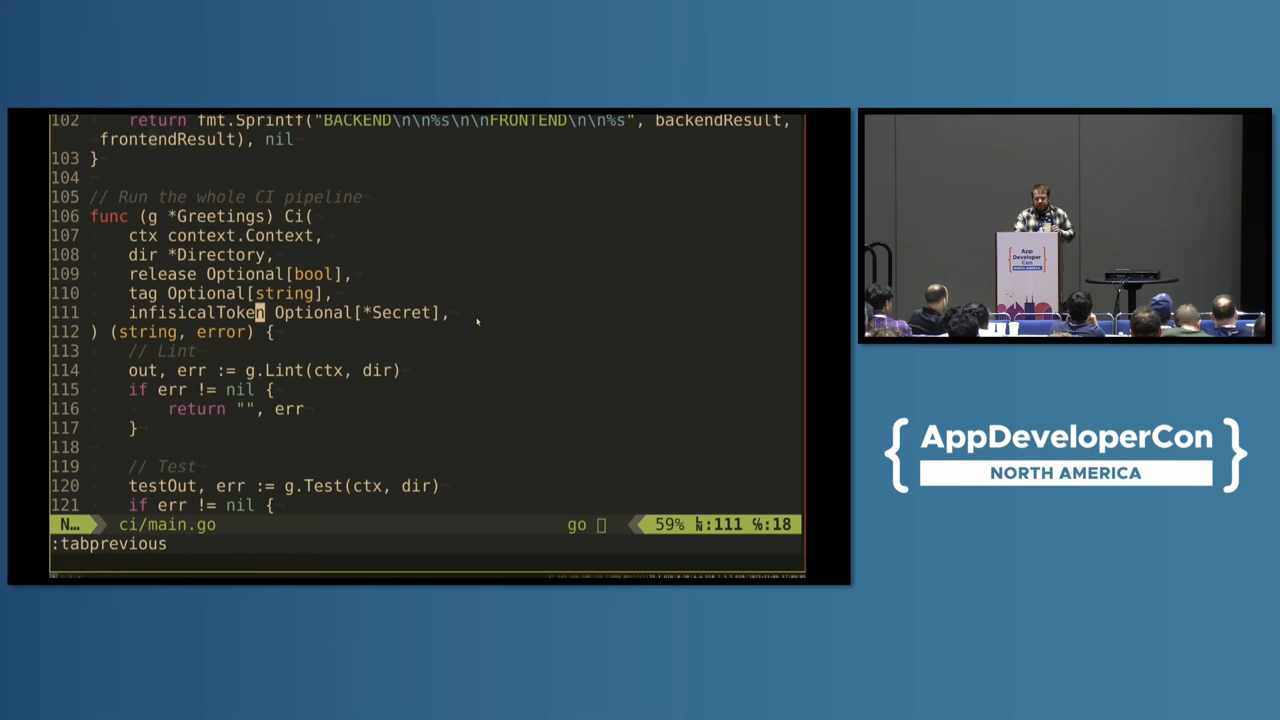 102     return fmt.Sprintf("BACKEND\n\n%s\n\nFRONTEND\n\n%s", backendResult,
frontendResult), nil
103 }
104
105 // Run the whole CI pipeline
106 func (g *Greetings) Ci(
107     ctx context.Context,
108     dir *Directory,
109     release Optional[bool],
110     tag Optional[string],
111     infisicalToken Optional[*Secret],
112 ) (string, error) {
113     // Lint
114     out, err := g.Lint(ctx, dir)
115     if err != nil {
116         return "", err
117     }
118
119     // Test
120     testOut, err := g.Test(ctx, dir)
121     if err != nil {
N… ci/main.go go 59% :111 :18
:tabprevious
App
Developer
Con
NORTH AMERICA
{ AppDeveloperCon }
NORTH AMERICA